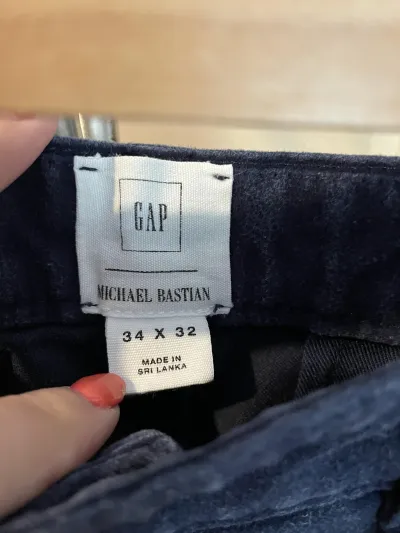 GAP
MICHAEL BASTIAN
34 X 32
MADE IN
SRI LANKA